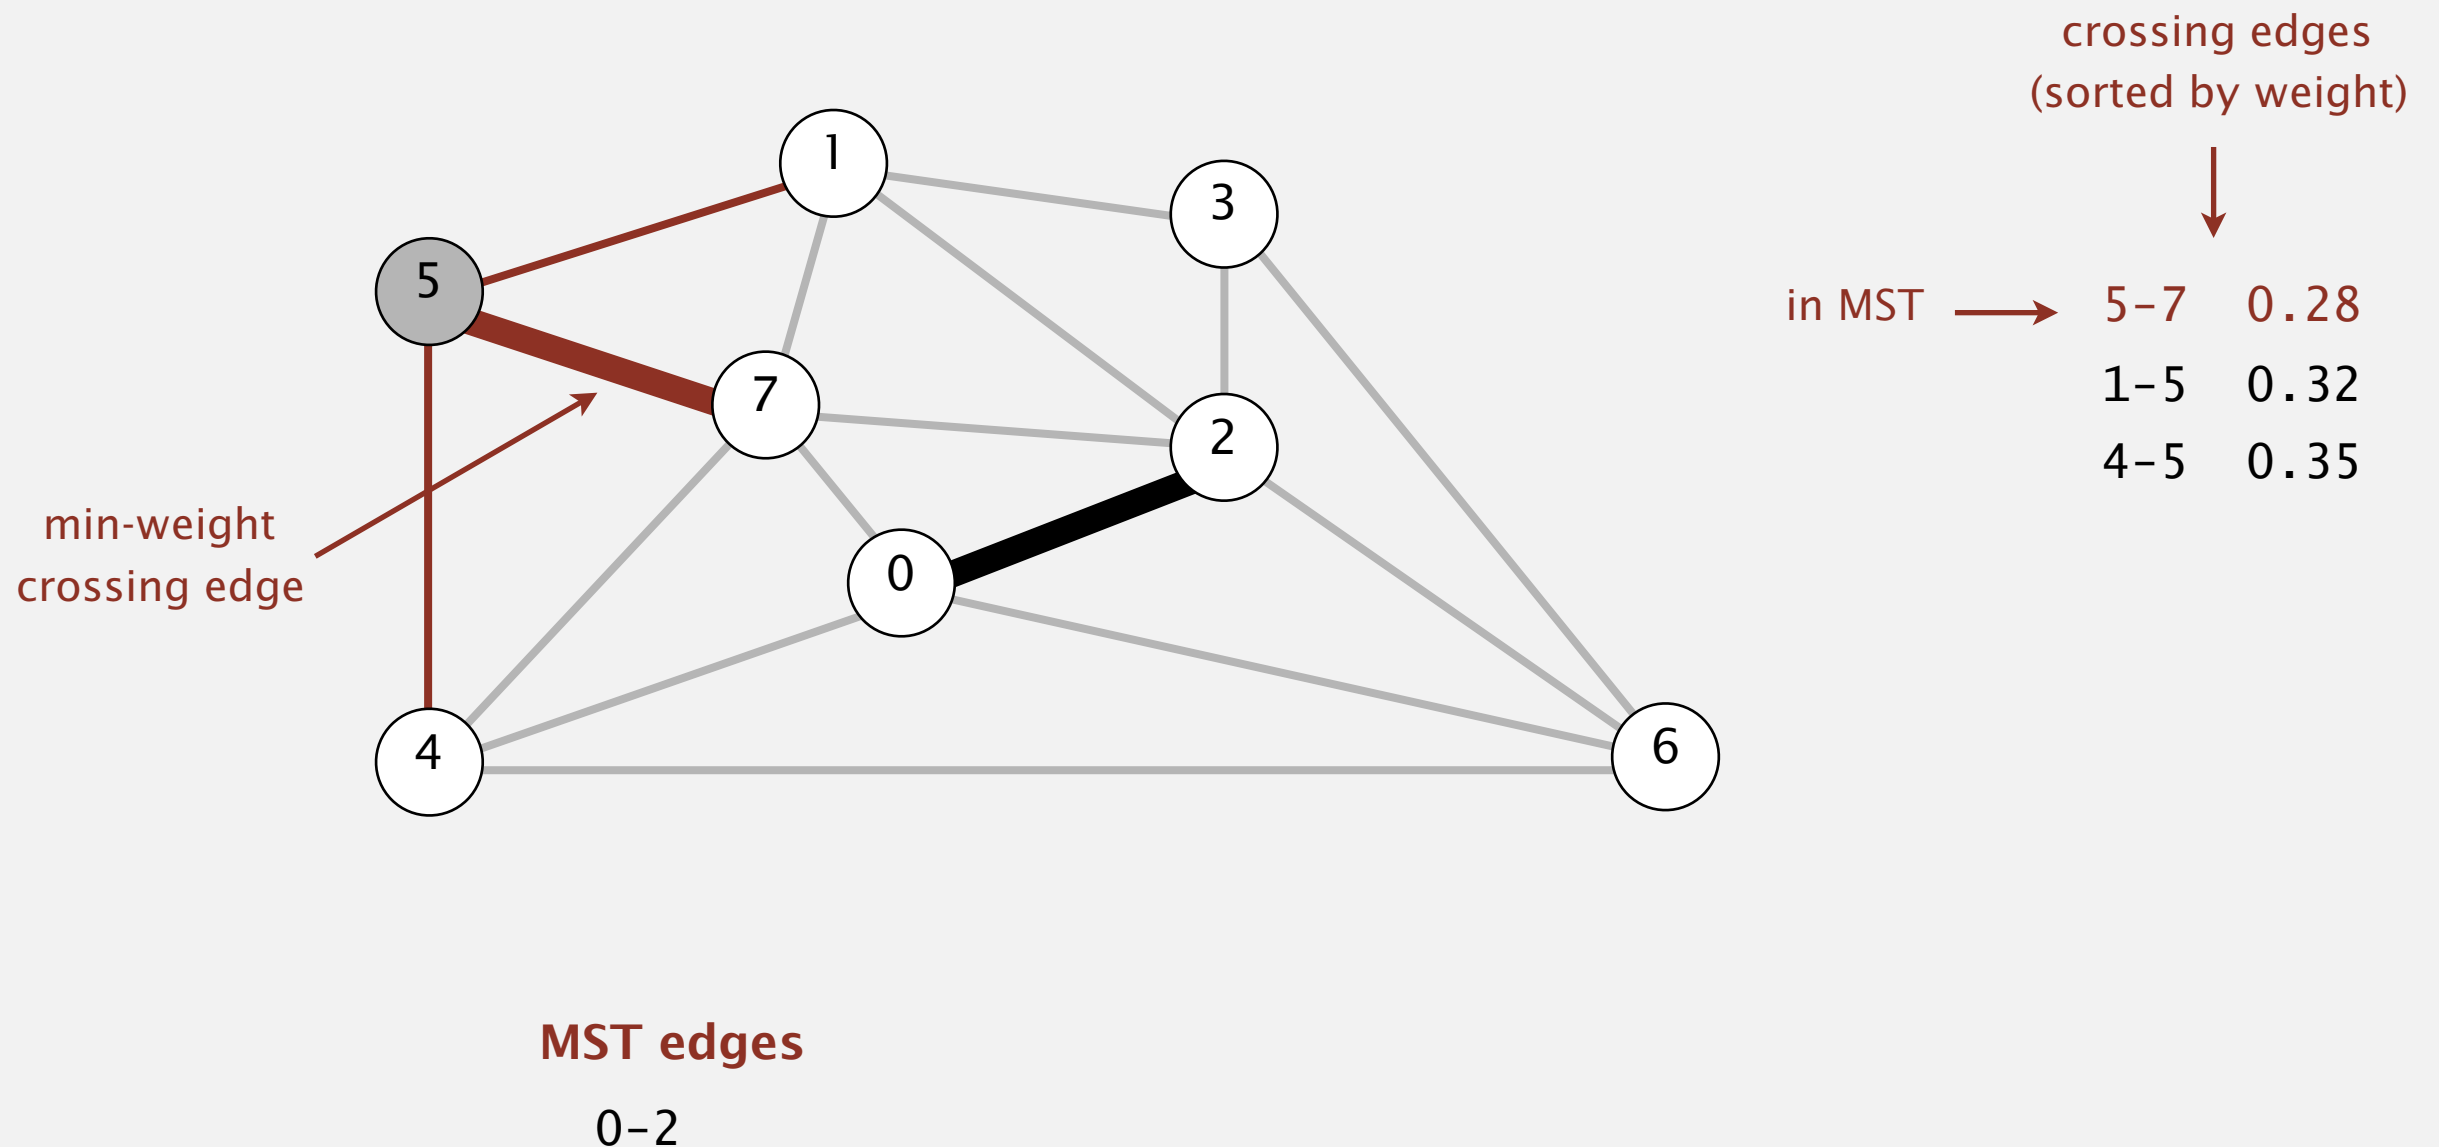 crossing edges
(sorted by weight)
1
3
5
in MST
5-7 0.28
1-5 0.32
7
2
4-5 0.35
min-weight
crossing edge
0
4
6
MST edges
0-2